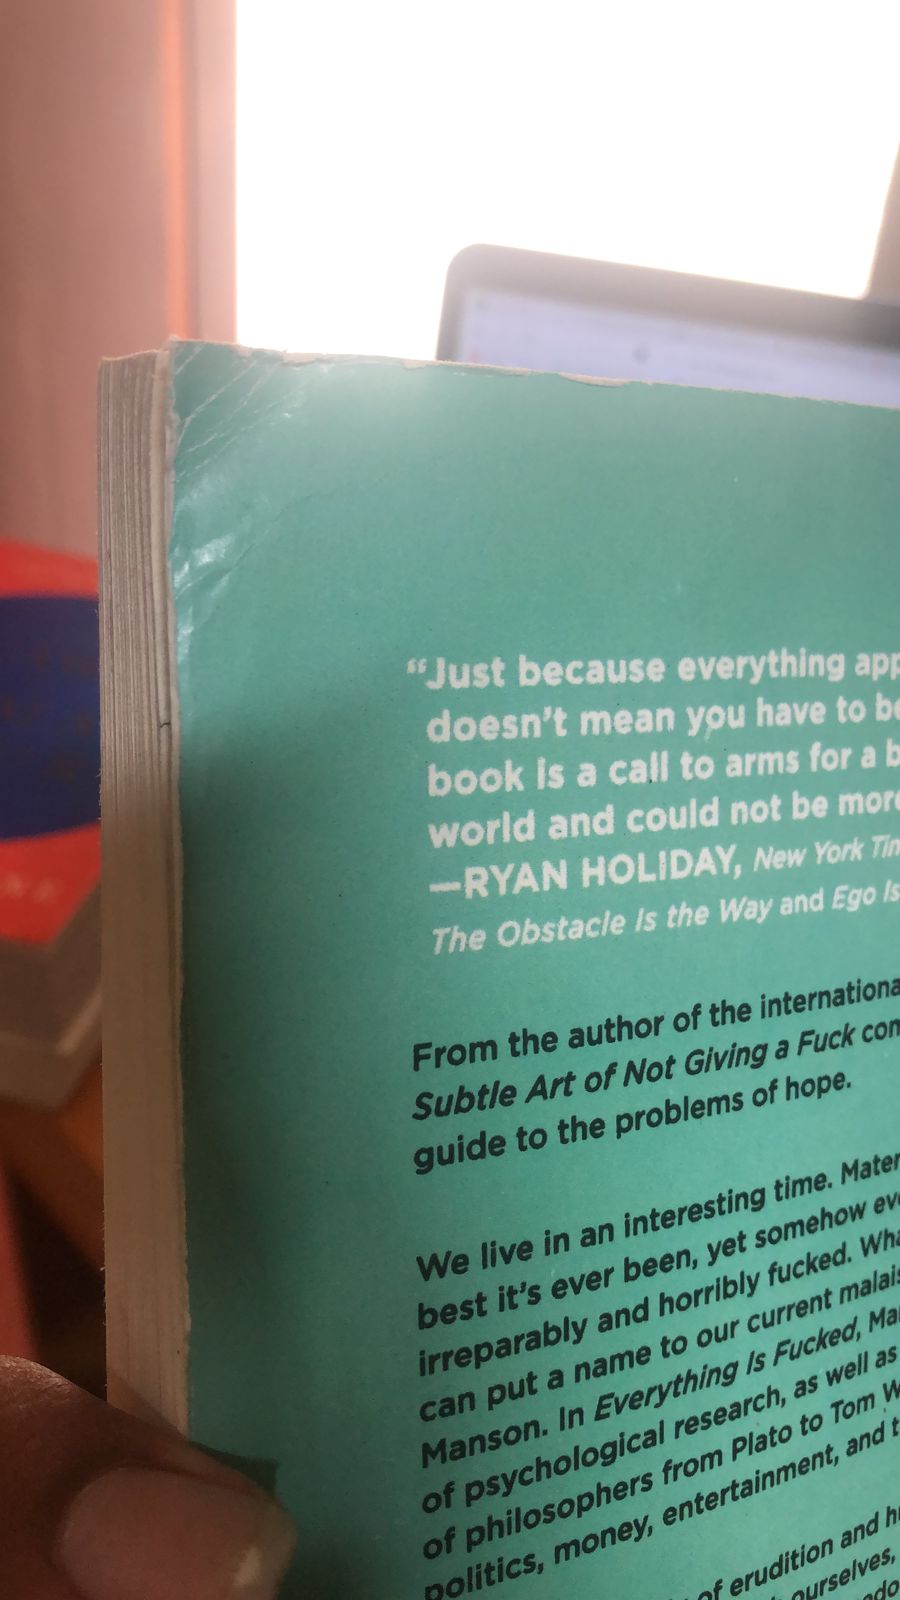 “Just because everything app
doesn’t mean you have to be
book is a call to arms for a b
world and could not be more
—RYAN HOLIDAY, New York Tim
The Obstacle Is the Way and Ego Is
From the author of the internationa
Subtle Art of Not Giving a Fuck com
guide to the problems of hope.
We live in an interesting time. Mater
best it’s ever been, yet somehow eve
irreparably and horribly fucked. Wha
can put a name to our current malais
Manson. In Everything Is Fucked, Man
of psychological research, as well as
of philosophers from Plato to Tom W
politics, money, entertainment, and t
of erudition and hu
ourselves,